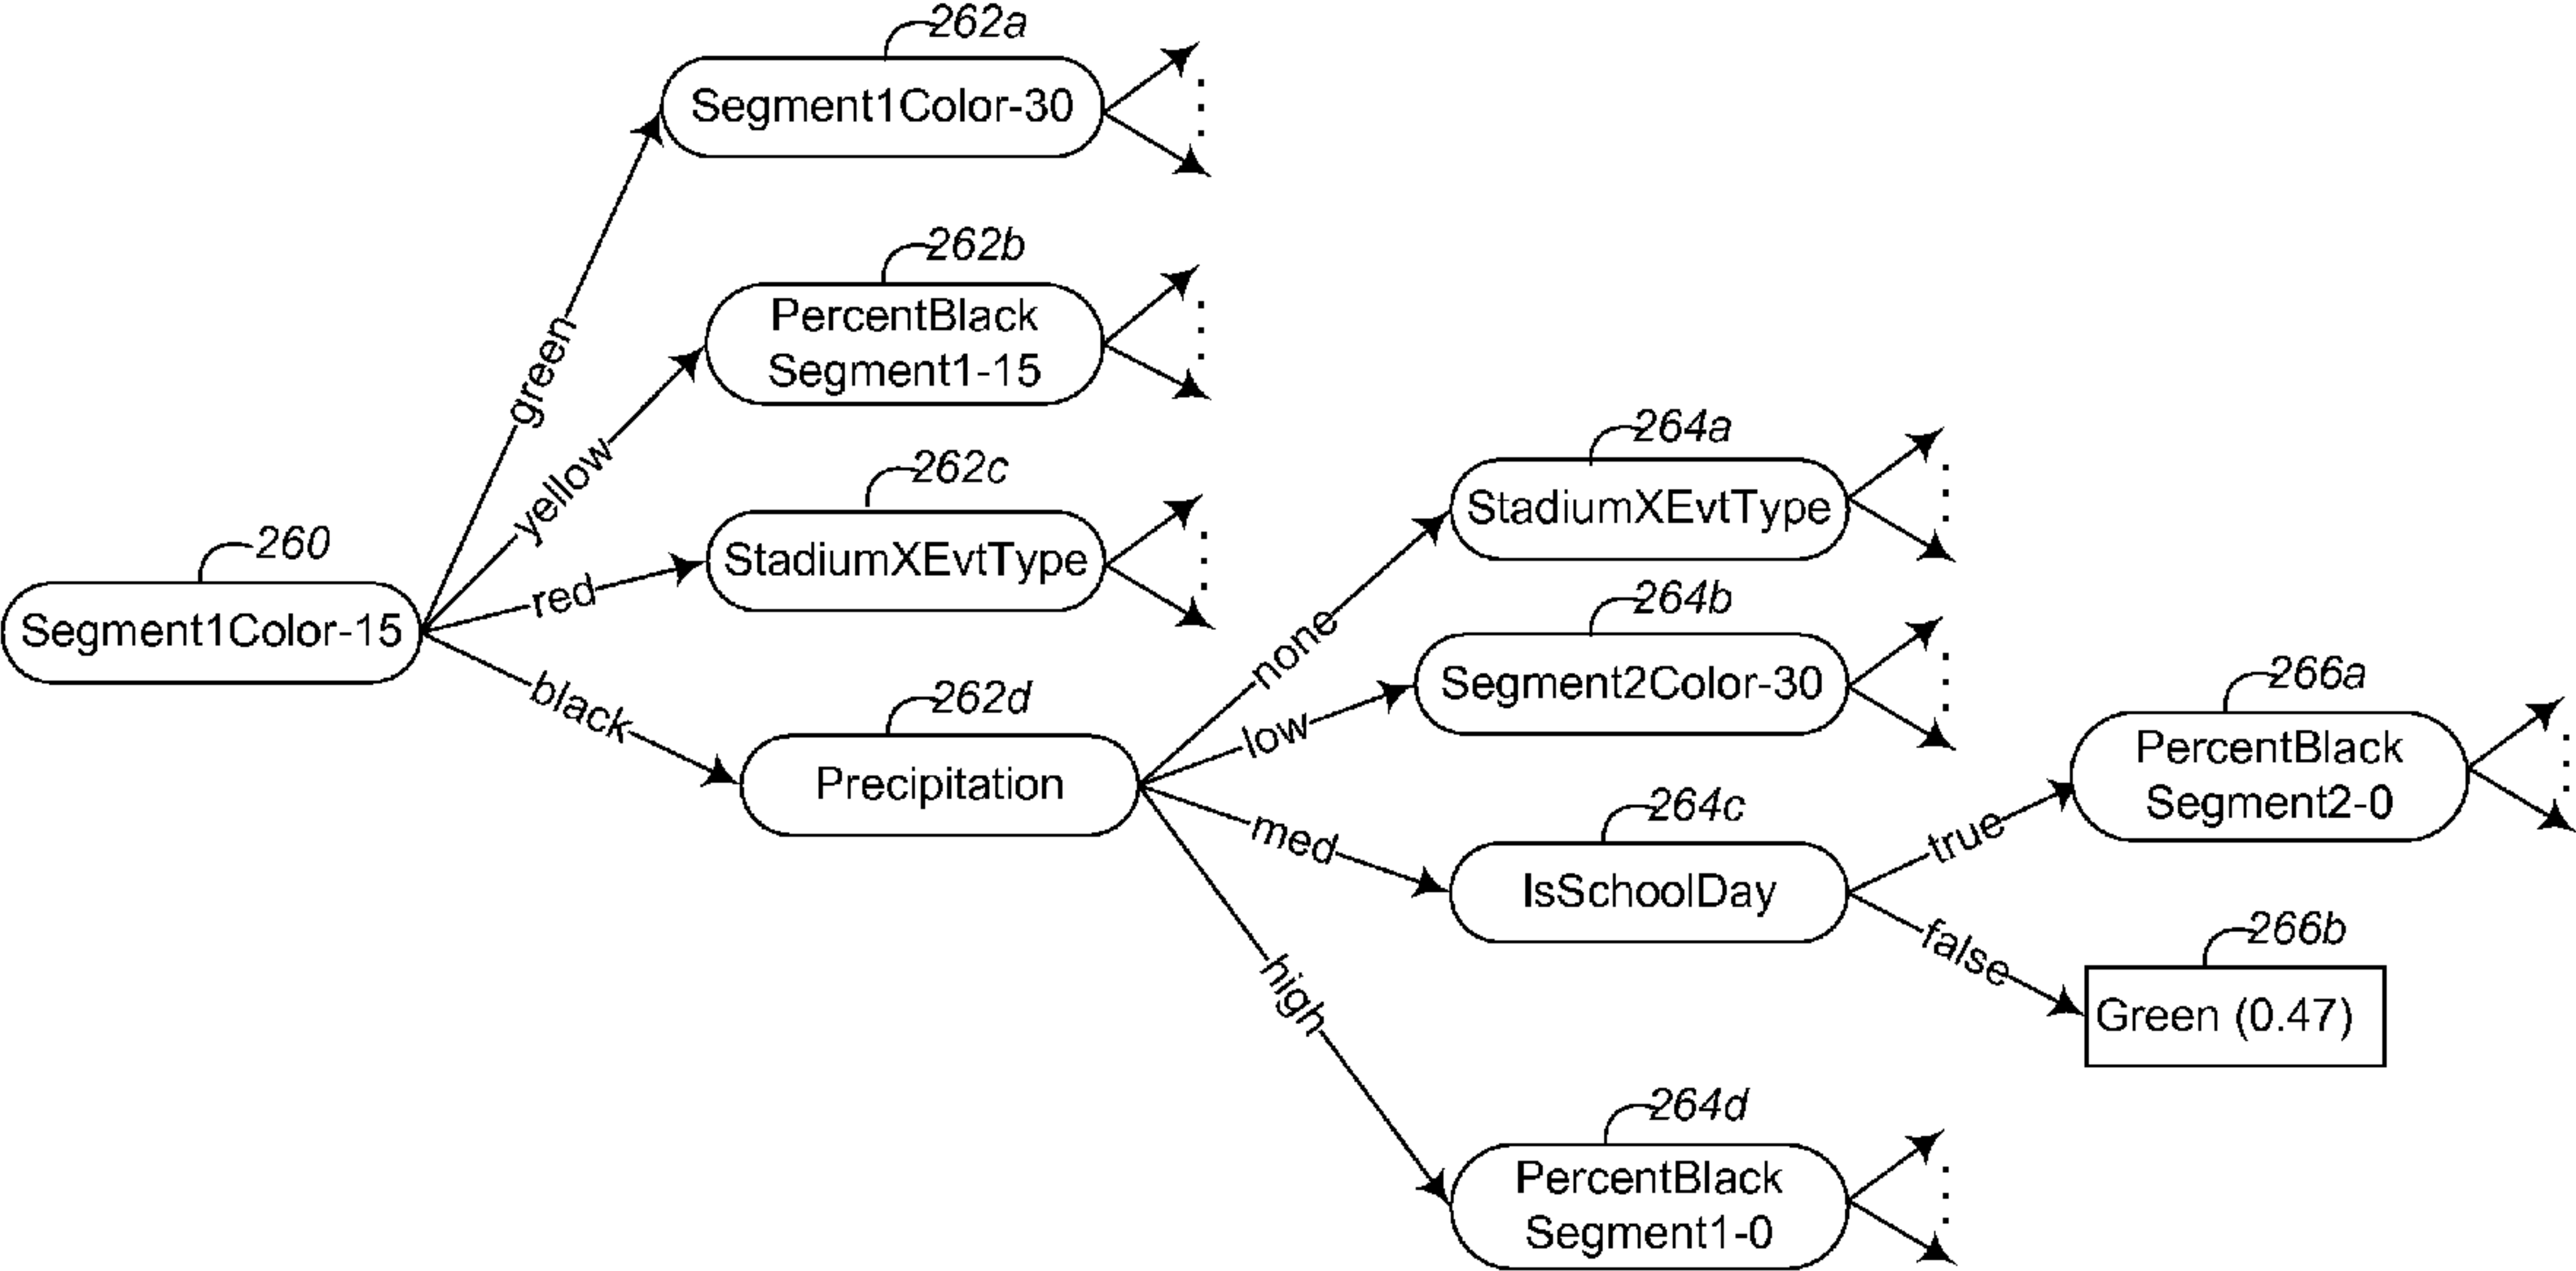 262a
Segment1Color-30
262b
PercentBlack
Segment1-15
green
yellow
262c
StadiumXEvtType
red
260
Segment1Color-15
black
262d
Precipitation
264a
StadiumXEvtType
none
264b
Segment2Color-30
low
264c
IsSchoolDay
med
266a
PercentBlack
Segment2-0
true
false
266b
Green (0.47)
high
264d
PercentBlack
Segment1-0